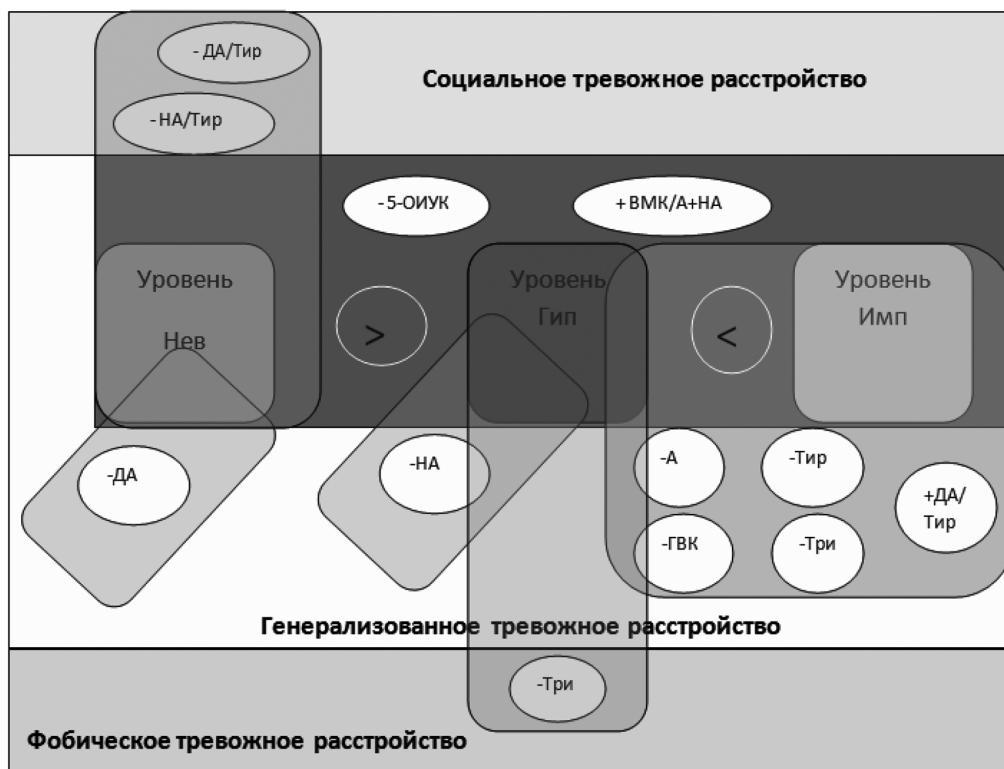 - ДА/Тир
Социальное тревожное расстройство
- НА/Тир
- 5-ОИУК
+ ВМК/А+НА
Уровень
Нев
>
Уровень
Гип
<
Уровень
Имп
-ДА
-НА
-А
-Тир
+ДА/
Тир
-ГВК
-Три
Генерализованное тревожное расстройство
-Три
Фобическое тревожное расстройство